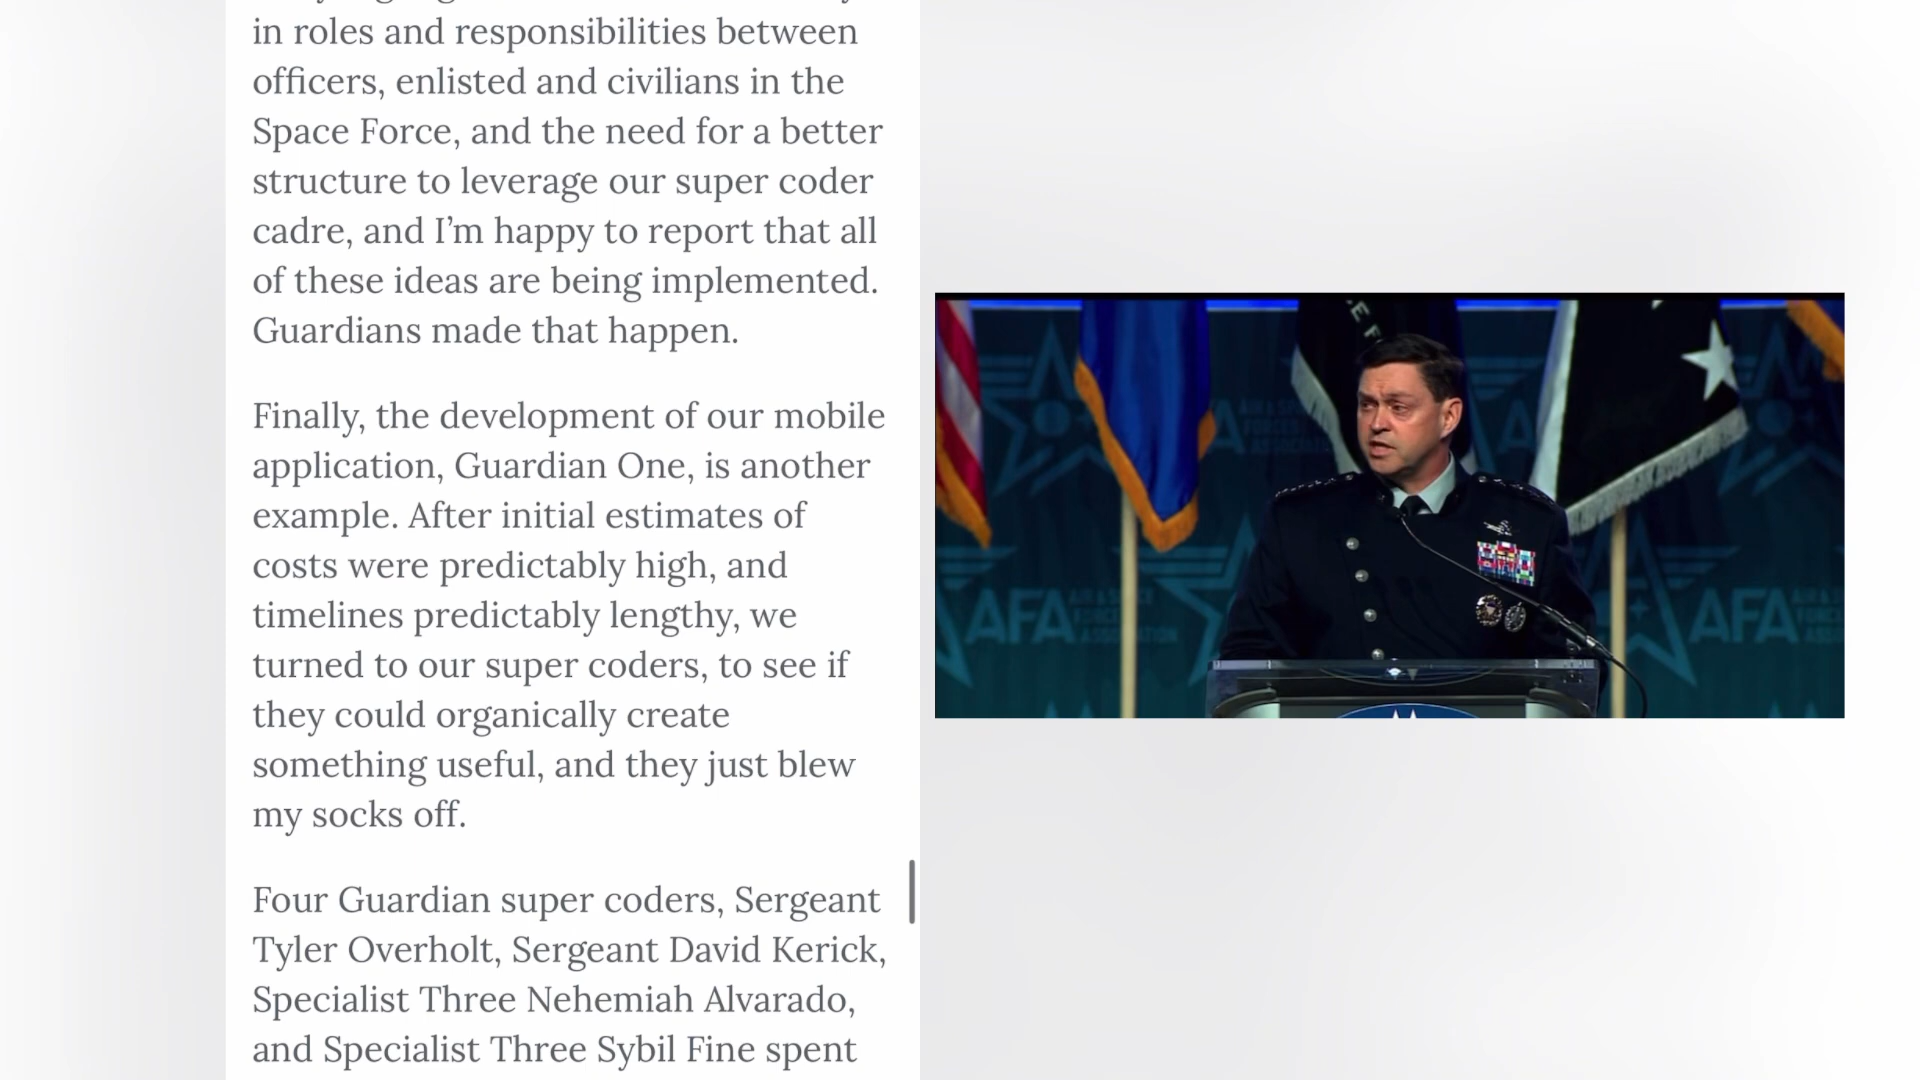 in roles and responsibilities between
officers, enlisted and civilians in the
Space Force, and the need for a better
structure to leverage our super coder
cadre, and I’m happy to report that all
of these ideas are being implemented.
Guardians made that happen.
Finally, the development of our mobile
application, Guardian One, is another
example. After initial estimates of
costs were predictably high, and
timelines predictably lengthy, we
turned to our super coders, to see if
they could organically create
something useful, and they just blew
my socks off.
Four Guardian super coders, Sergeant
Tyler Overholt, Sergeant David Kerick,
Specialist Three Nehemiah Alvarado,
and Specialist Three Sybil Fine spent
AFA
AFA